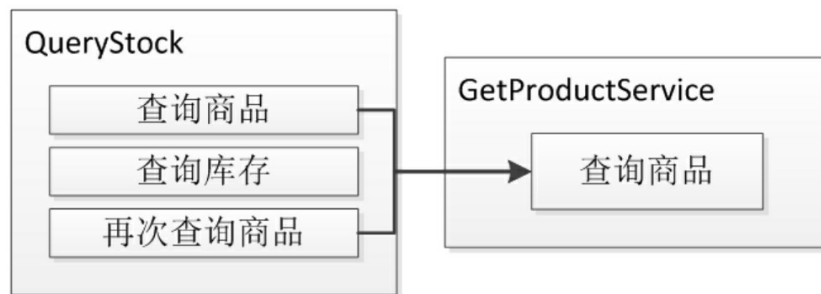 QueryStock
查询商品
查询库存
再次查询商品
GetProductService
查询商品